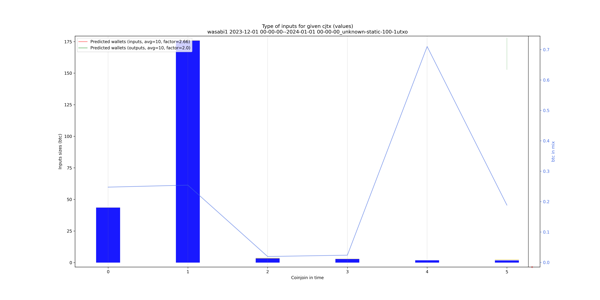 Type of inputs for given cjtx (values)
wasabi1 2023-12-01 00-00-00--2024-01-01 00-00-00_unknown-static-100-1utxo
Predicted wallets (inputs, avg=10, factor=2.66)
Predicted wallets (outputs, avg=10, factor=2.0)
175
150
125
100
75
50
25
0
Inputs sizes (btc)
0 1 2 3 4 5
Coinjoin in time
0.7
0.6
0.5
0.4
0.3
0.2
0.1
0.0
btc in mix